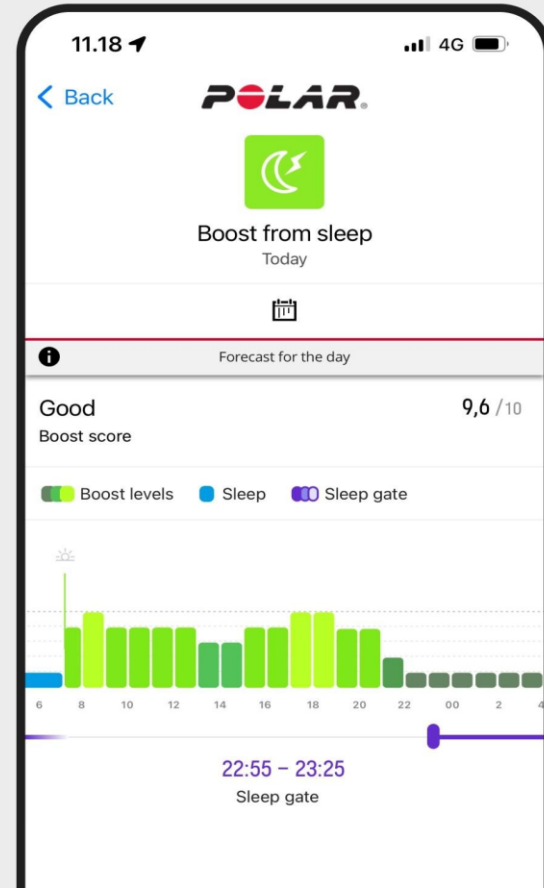 11.18
4G
Back
POLAR®
Boost from sleep
Today
Forecast for the day
Good
9,6 /10
Boost score
Boost levels
Sleep
Sleep gate
6 8 10 12 14 16 18 20 22 00 2 4
22:55 – 23:25
Sleep gate